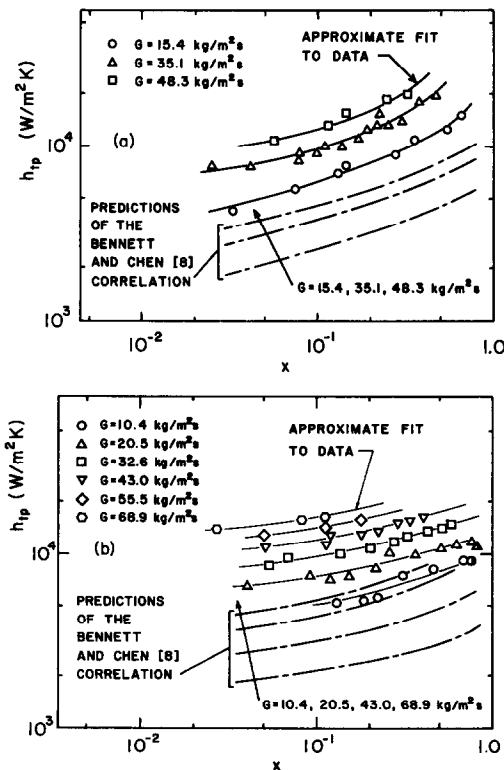 (a)
○ G = 15.4 kg/m²s
△ G = 35.1 kg/m²s
□ G = 48.3 kg/m²s
APPROXIMATE FIT
TO DATA
h_tp (W/m²K)
10⁴
10³
PREDICTIONS
OF THE
BENNETT
AND CHEN [8]
CORRELATION
G=15.4, 35.1, 48.3 kg/m²s
10⁻²
10⁻¹
1.0
x
(b)
G=10.4 kg/m²s
G=20.5 kg/m²s
G=32.6 kg/m²s
G=43.0 kg/m²s
G=55.5 kg/m²s
G=68.9 kg/m²s
APPROXIMATE FIT
TO DATA
h_tp (W/m²K)
10⁴
10³
PREDICTIONS
OF THE
BENNETT
AND CHEN [8]
CORRELATION
G=10.4, 20.5, 43.0, 68.9 kg/m²s
10⁻²
10⁻¹
1.0
x